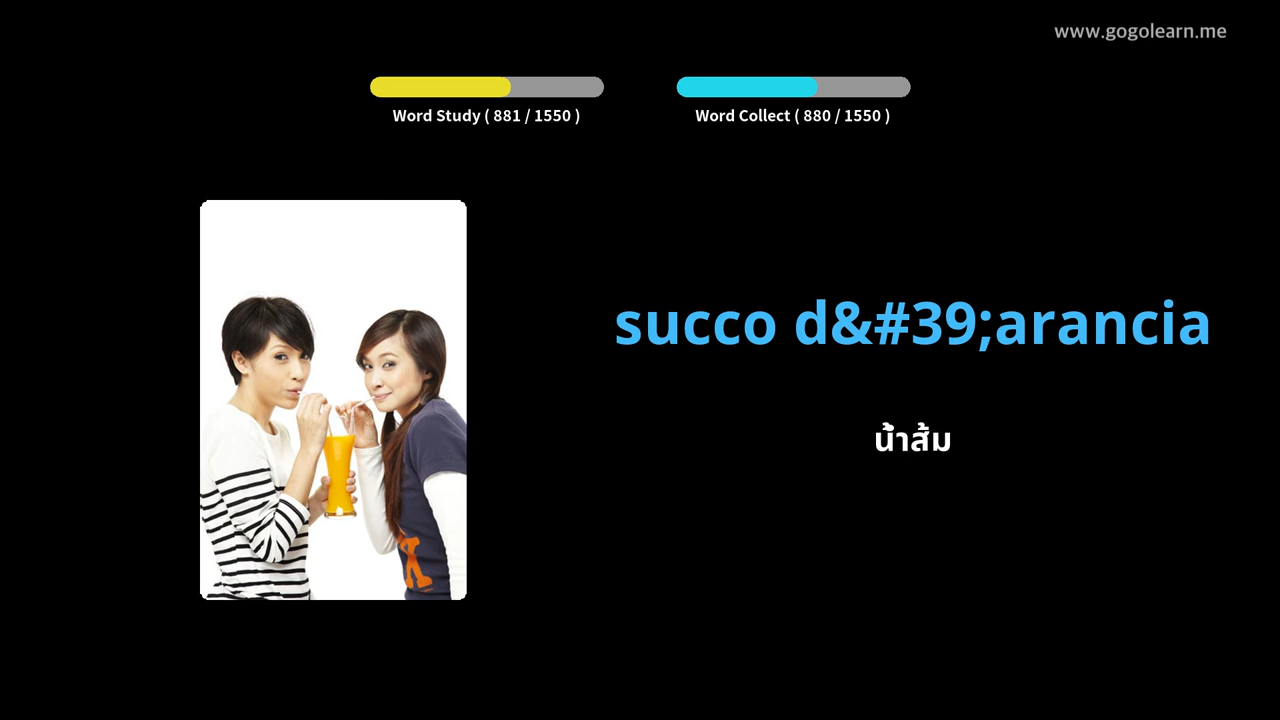 www.gogolearn.me
Word Study ( 881 / 1550 )
Word Collect ( 880 / 1550 )
succo d&#39;arancia
น้ำส้ม